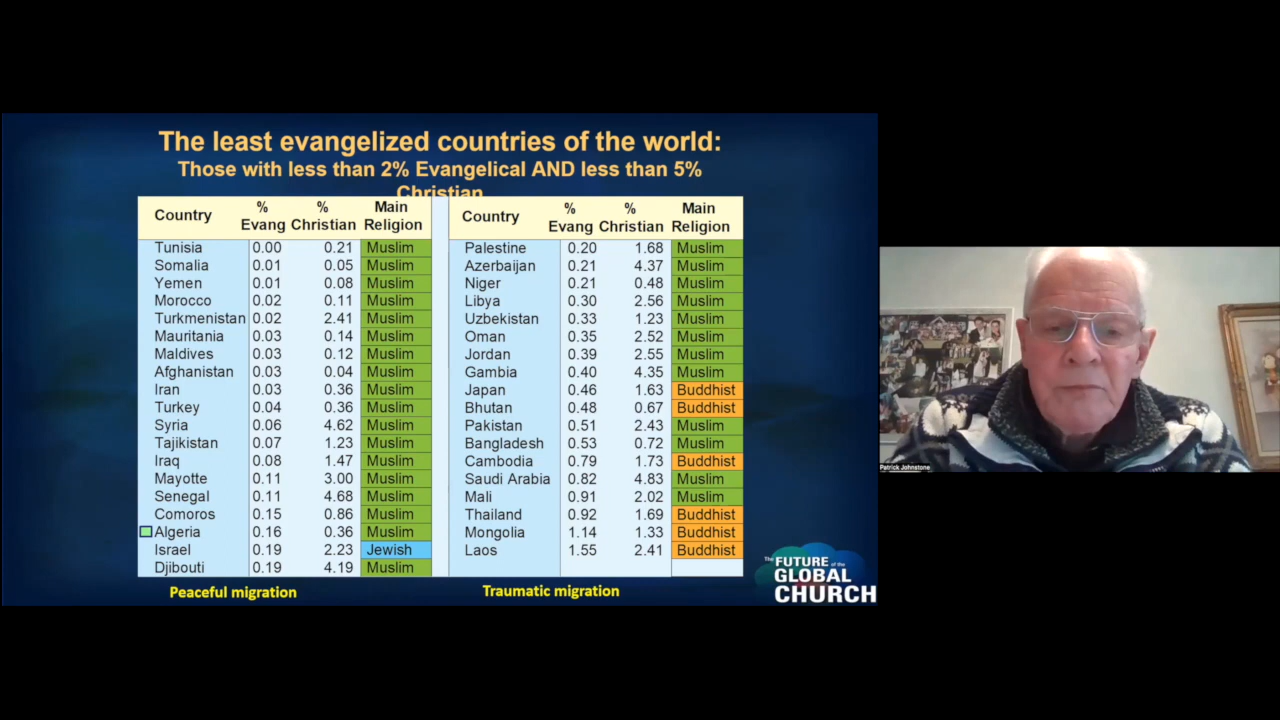 The least evangelized countries of the world:
Those with less than 2% Evangelical AND less than 5%
Christian
Country % Evang % Christian Main Religion
Tunisia 0.00 0.21 Muslim
Somalia 0.01 0.05 Muslim
Yemen 0.01 0.08 Muslim
Morocco 0.02 0.11 Muslim
Turkmenistan 0.02 2.41 Muslim
Mauritania 0.03 0.14 Muslim
Maldives 0.03 0.12 Muslim
Afghanistan 0.03 0.04 Muslim
Iran 0.03 0.36 Muslim
Turkey 0.04 0.36 Muslim
Syria 0.06 4.62 Muslim
Tajikistan 0.07 1.23 Muslim
Iraq 0.08 1.47 Muslim
Mayotte 0.11 3.00 Muslim
Senegal 0.11 4.68 Muslim
Comoros 0.15 0.86 Muslim
Algeria 0.16 0.36 Muslim
Israel 0.19 2.23 Jewish
Djibouti 0.19 4.19 Muslim
Country % Evang % Christian Main Religion
Palestine 0.20 1.68 Muslim
Azerbaijan 0.21 4.37 Muslim
Niger 0.21 0.48 Muslim
Libya 0.30 2.56 Muslim
Uzbekistan 0.33 1.23 Muslim
Oman 0.35 2.52 Muslim
Jordan 0.39 2.55 Muslim
Gambia 0.40 4.35 Muslim
Japan 0.46 1.63 Buddhist
Bhutan 0.48 0.67 Buddhist
Pakistan 0.51 2.43 Muslim
Bangladesh 0.53 0.72 Muslim
Cambodia 0.79 1.73 Buddhist
Saudi Arabia 0.82 4.83 Muslim
Mali 0.91 2.02 Muslim
Thailand 0.92 1.69 Buddhist
Mongolia 1.14 1.33 Buddhist
Laos 1.55 2.41 Buddhist
Peaceful migration
Traumatic migration
The FUTURE of the
GLOBAL
CHURCH
Patrick Johnstone